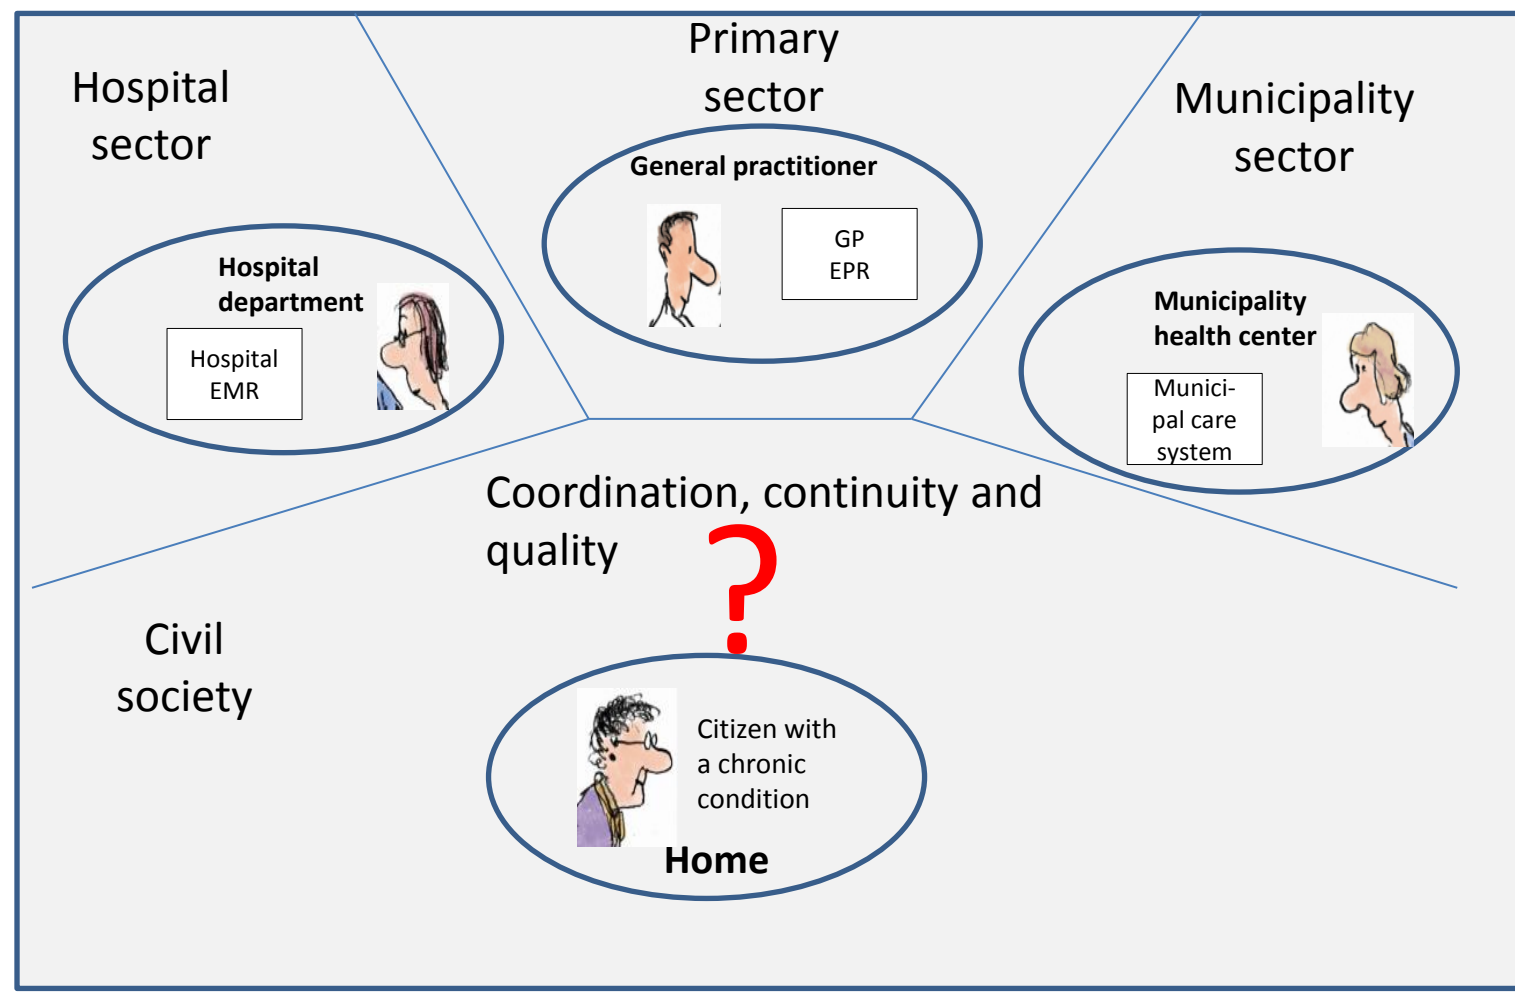 Hospital
sector
Primary
sector
Municipality
sector
Hospital
department
Hospital
EMR
General practitioner
GP
EPR
Municipality
health center
Munici-
pal care
system
Coordination, continuity and
quality
?
Civil
society
Citizen with
a chronic
condition
Home